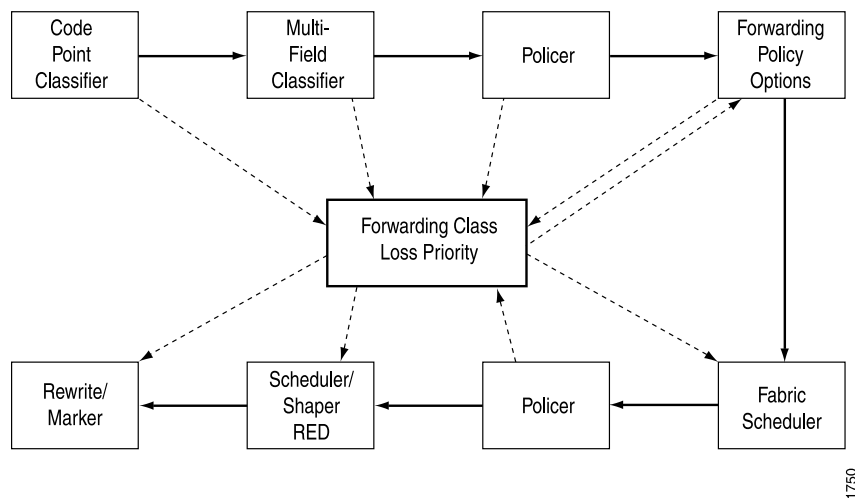 Code
Point
Classifier
Multi-
Field
Classifier
Policer
Forwarding
Policy
Options
Forwarding Class
Loss Priority
Rewrite/
Marker
Scheduler/
Shaper
RED
Policer
Fabric
Scheduler
1750